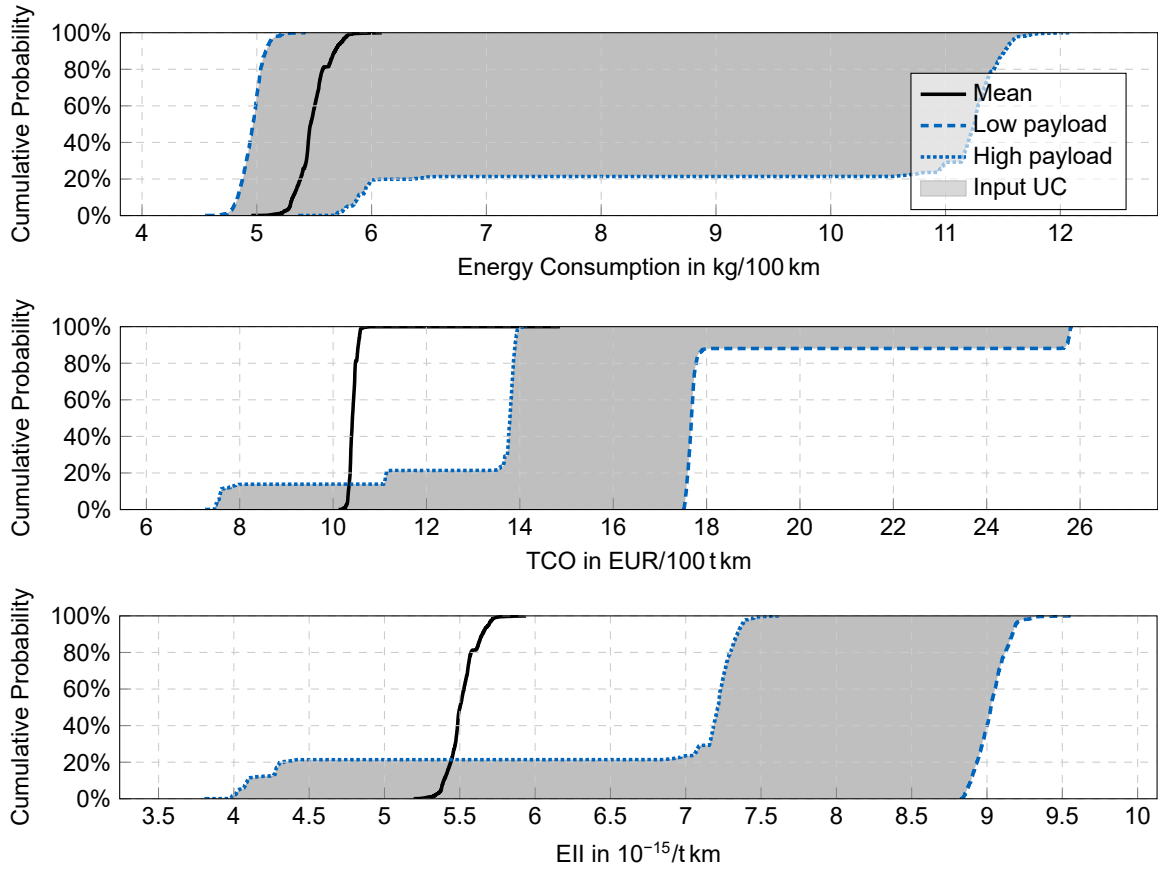 Cumulative Probability
100%
80%
60%
40%
20%
0%
4 5 6 7 8 9 10 11 12
Energy Consumption in kg/100 km
Mean
Low payload
High payload
Input UC
Cumulative Probability
100%
80%
60%
40%
20%
0%
6 8 10 12 14 16 18 20 22 24 26
TCO in EUR/100 t km
Cumulative Probability
100%
80%
60%
40%
20%
0%
3.5 4 4.5 5 5.5 6 6.5 7 7.5 8 8.5 9 9.5 10
EII in 10⁻¹⁵/t km